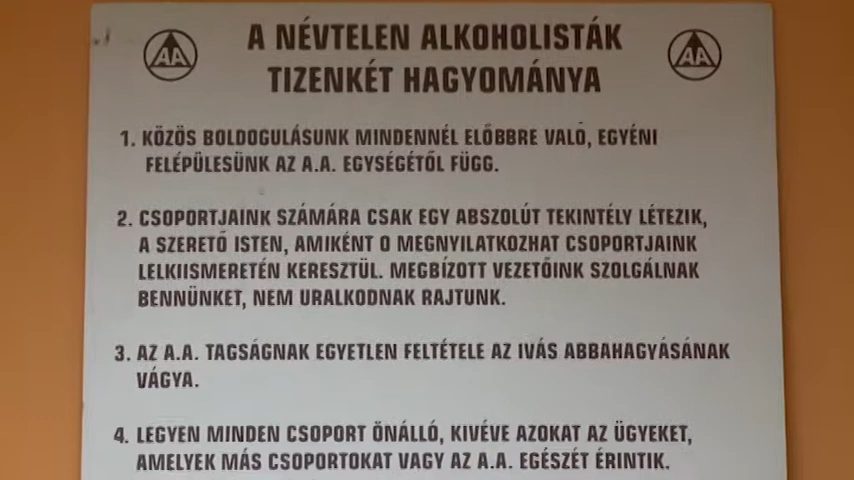 A NÉVTELEN ALKOHOLISTÁK
AA
AA
TIZENKÉT HAGYOMÁNYA
1. KÖZÖS BOLDOGULÁSUNK MINDENNÉL ELŐBBRE VALÓ, EGYÉNI
FELÉPÜLÉSÜNK AZ A.A. EGYSÉGÉTŐL FÜGG.
2. CSOPORTJAINK SZÁMÁRA CSAK EGY ABSZOLÚT TEKINTÉLY LÉTEZIK,
A SZERETŐ ISTEN, AMIKÉNT O MEGNYILATKOZHAT CSOPORTJAINK
LELKIISMERETÉN KERESZTÜL. MEGBÍZOTT VEZETŐINK SZOLGÁLNAK
BENNÜNKET, NEM URALKODNAK RAJTUNK.
3. AZ A.A. TAGSÁGNAK EGYETLEN FELTÉTELE AZ IVÁS ABBAHAGYÁSÁNAK
VÁGYA.
4. LEGYEN MINDEN CSOPORT ÖNÁLLÓ, KIVÉVE AZOKAT AZ ÜGYEKET,
AMELYEK MÁS CSOPORTOKAT VAGY AZ A.A. EGÉSZÉT ÉRINTIK.